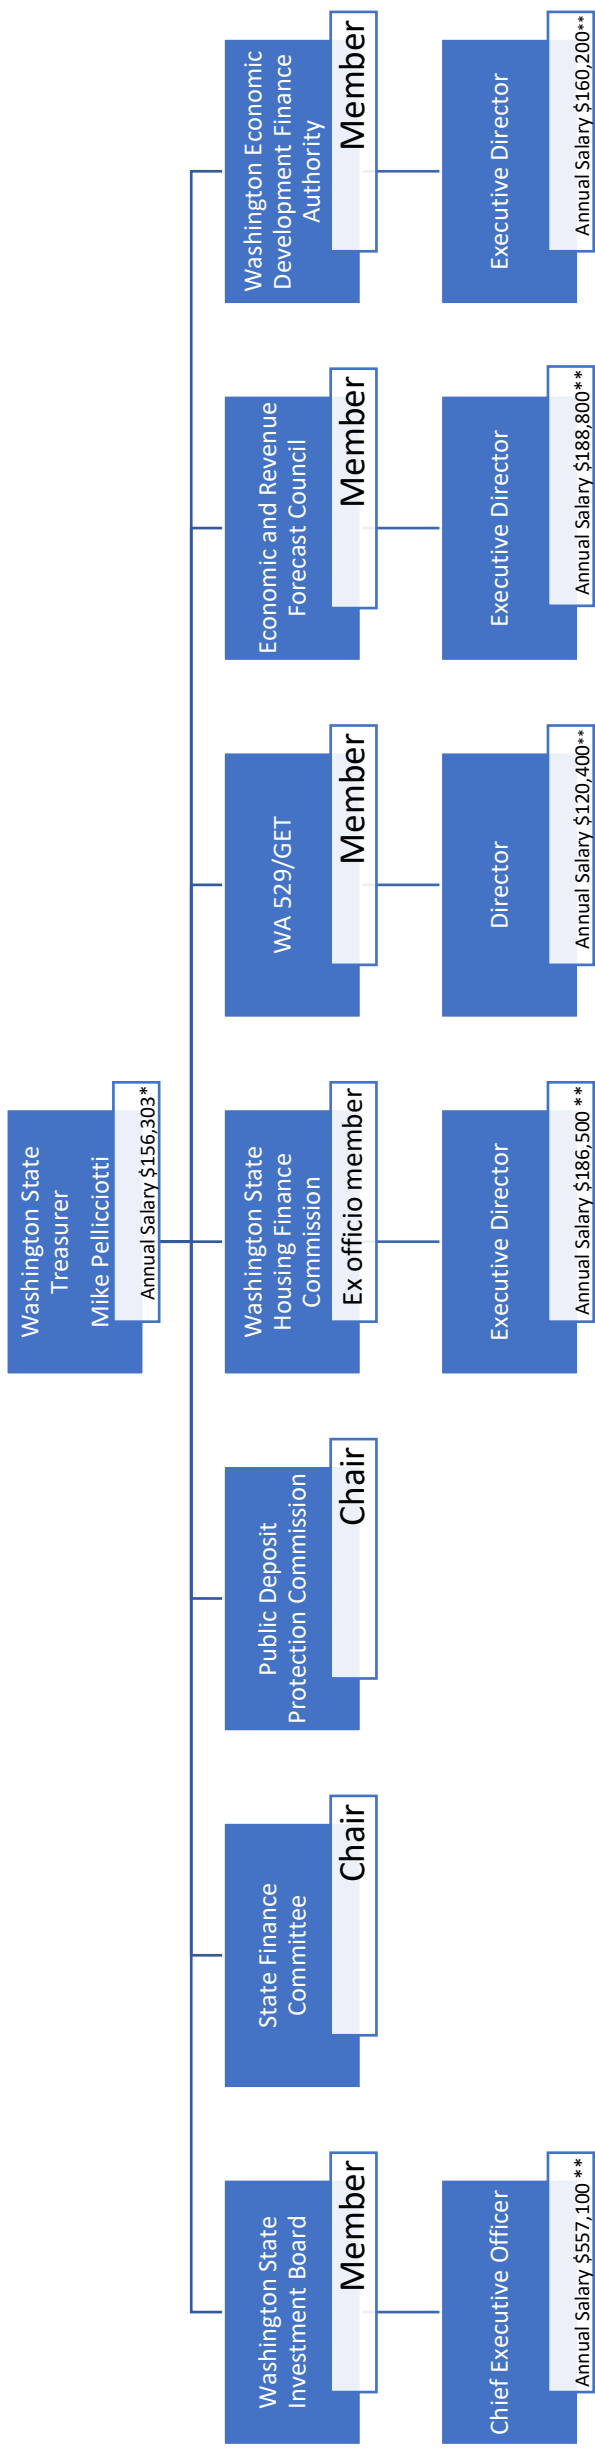 Washington State
Treasurer
Mike Pellicciotti
Annual Salary $156,303*
Washington State
Investment Board
Member
State Finance
Committee
Chair
Public Deposit
Protection Commission
Chair
Washington State
Housing Finance
Commission
Ex officio member
WA 529/GET
Member
Economic and Revenue
Forecast Council
Member
Washington Economic
Development Finance
Authority
Member
Chief Executive Officer
Annual Salary $557,100 **
Executive Director
Annual Salary $186,500 **
Director
Annual Salary $120,400**
Executive Director
Annual Salary $188,800**
Executive Director
Annual Salary $160,200**